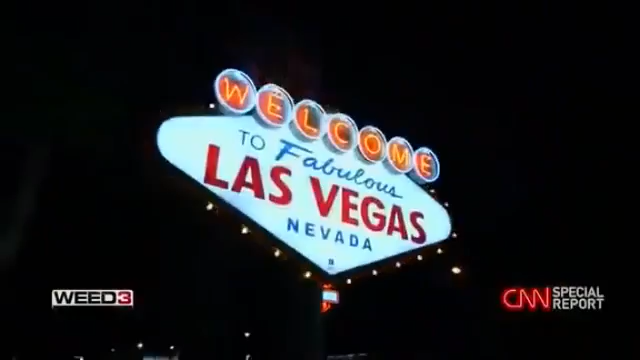 WELCOME
TO Fabulous
LAS VEGAS
NEVADA
WEED3
CNN SPECIAL
REPORT